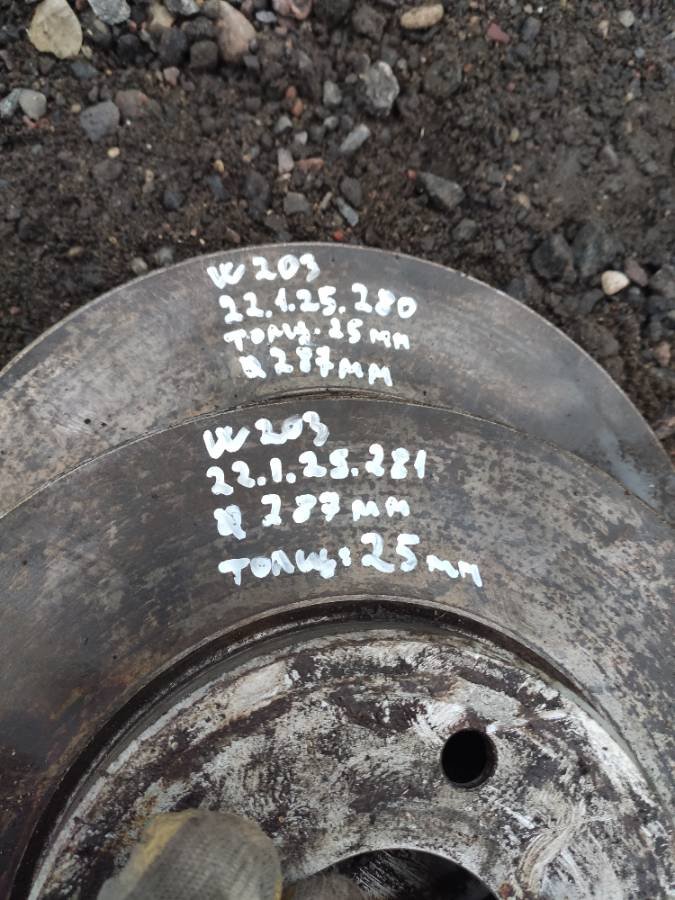 W203
22.1.25.280
толщ. 25 мм
R 287 мм
W203
22.1.25.281
R 287 мм
толщ: 25 мм